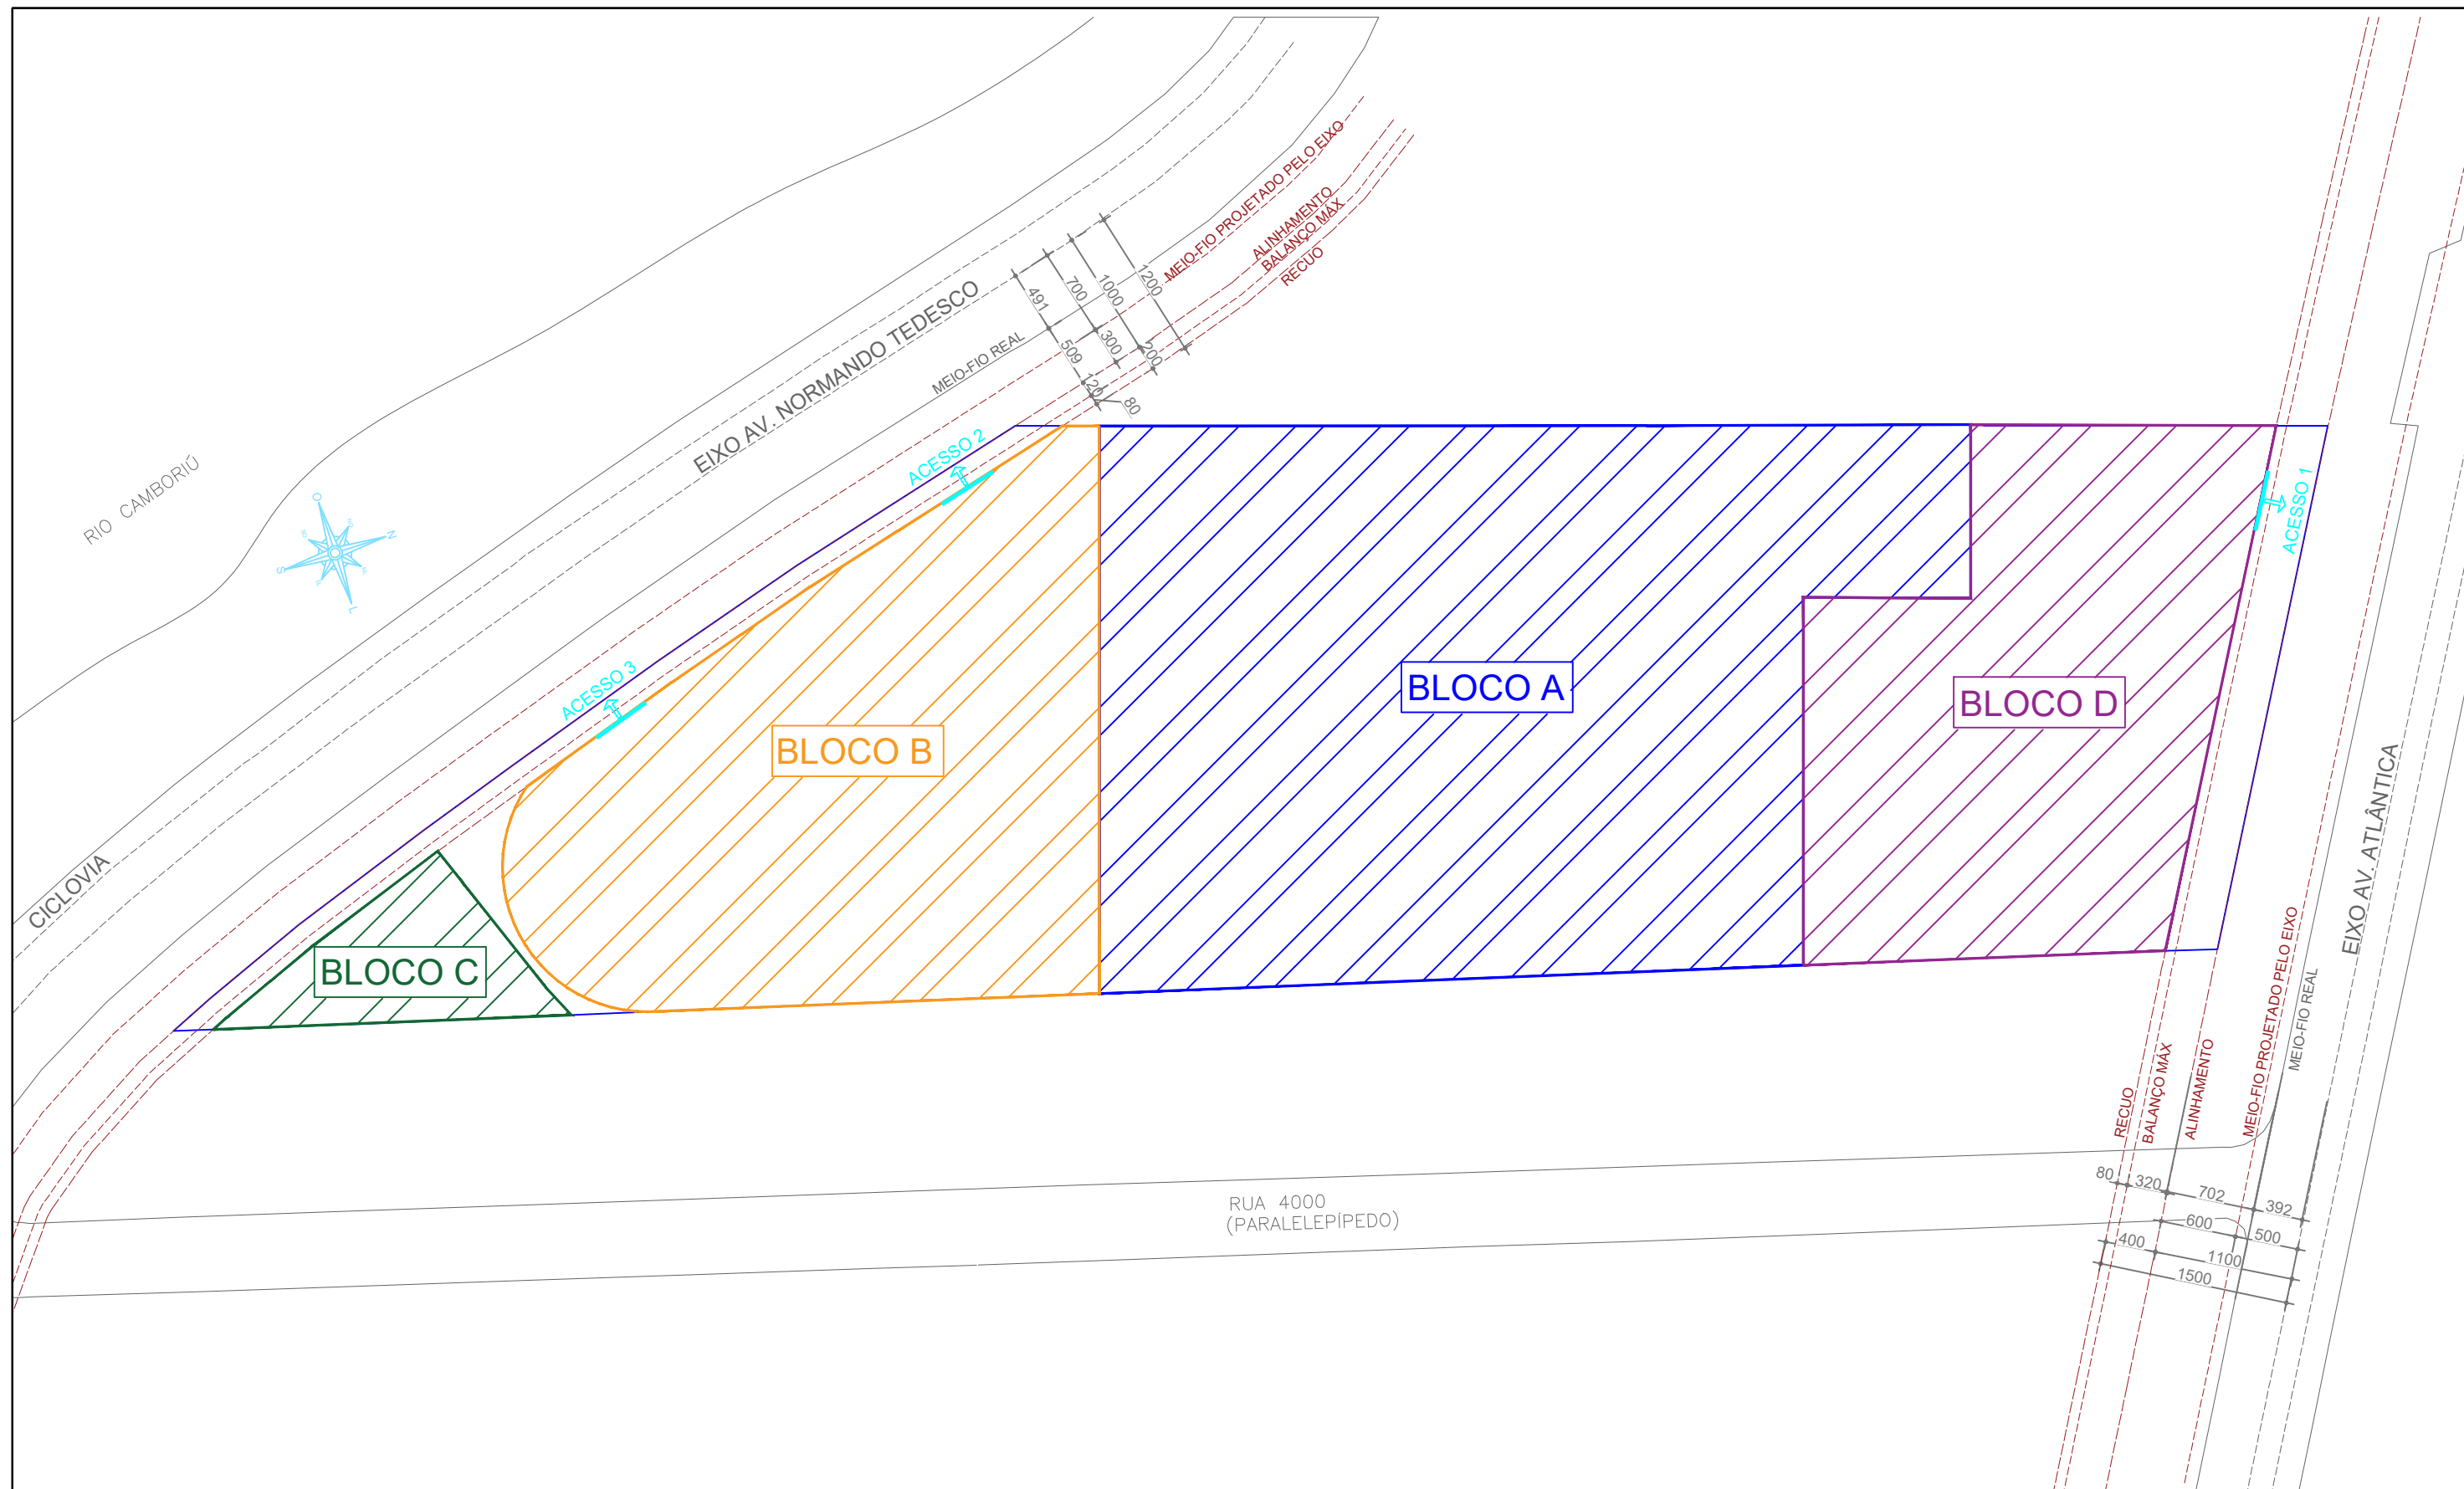 MEIO-FIO PROJETADO PELO EIXO
ALINHAMENTO
BALANÇO MÁX
RECUO
1200
1000
700
491
300
200
509
120
80
EIXO AV. NORMANDO TEDESCO
MEIO-FIO REAL
RIO CAMBORIÚ
O
N
S
L
ACESSO 2
ACESSO 1
ACESSO 3
BLOCO A
BLOCO D
BLOCO B
BLOCO C
CICLOVIA
EIXO AV. ATLÂNTICA
MEIO-FIO PROJETADO PELO EIXO
MEIO-FIO REAL
RECUO
BALANÇO MÁX
ALINHAMENTO
80
320
702
392
600
500
400
1100
1500
RUA 4000
(PARALELEPÍPEDO)